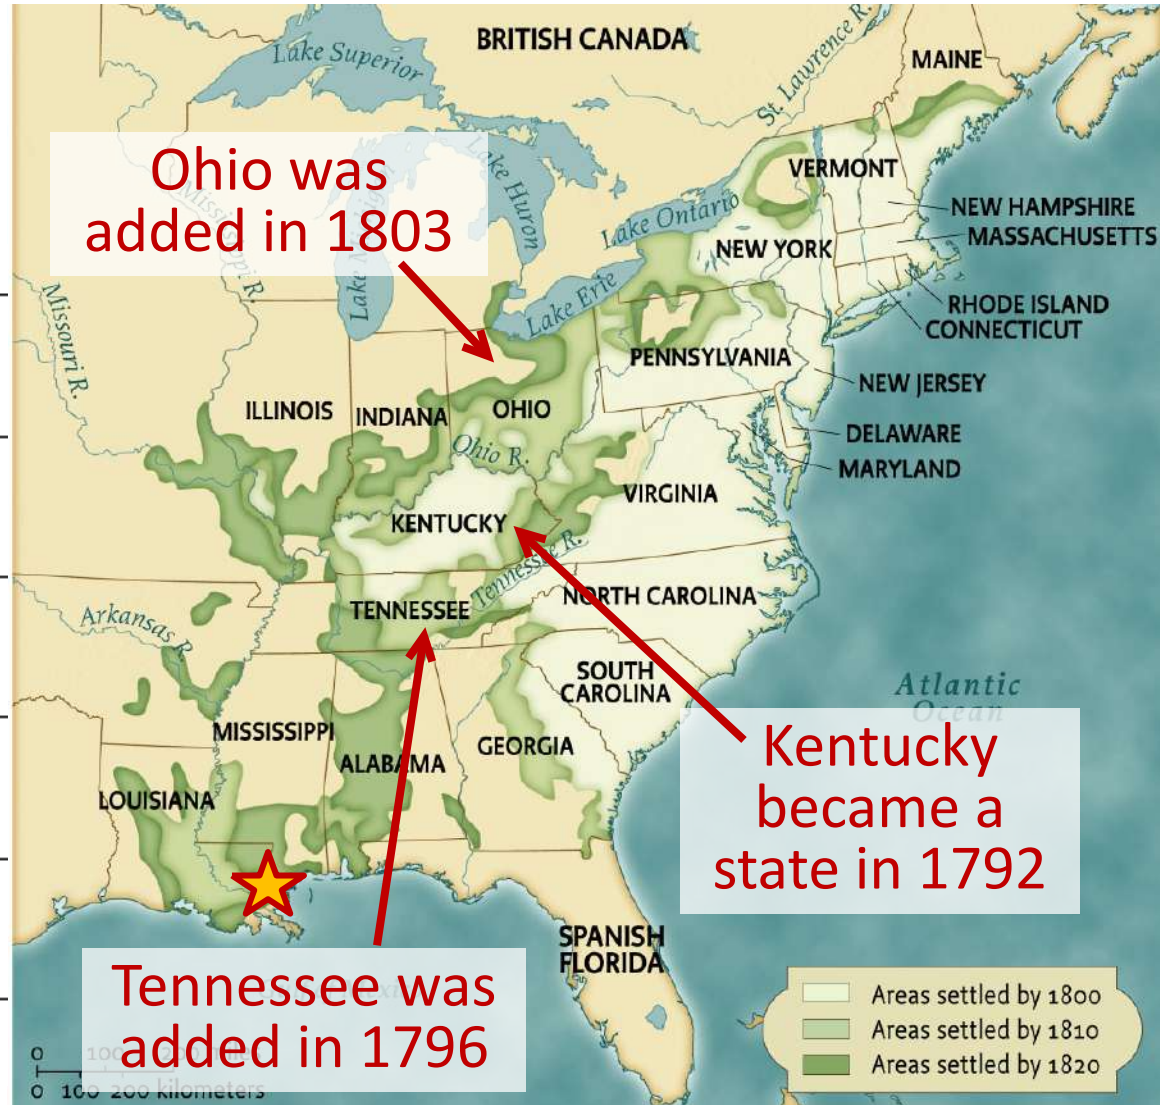 BRITISH CANADA
MAINE
Lake Superior
St. Lawrence R.
Ohio was
added in 1803
Mississippi R.
Lake Huron
VERMONT
Lake Ontario
NEW HAMPSHIRE
MASSACHUSETTS
NEW YORK
Missouri R.
Lake Erie
RHODE ISLAND
CONNECTICUT
PENNSYLVANIA
NEW JERSEY
ILLINOIS
INDIANA
OHIO
DELAWARE
MARYLAND
Ohio R.
VIRGINIA
KENTUCKY
Tennessee R.
NORTH CAROLINA
TENNESSEE
Arkansas R.
SOUTH
CAROLINA
Atlantic
Ocean
MISSISSIPPI
GEORGIA
ALABAMA
LOUISIANA
Kentucky
became a
state in 1792
SPANISH
FLORIDA
Tennessee was
added in 1796
Areas settled by 1800
Areas settled by 1810
Areas settled by 1820
0 100 200 miles
0 100 200 kilometers